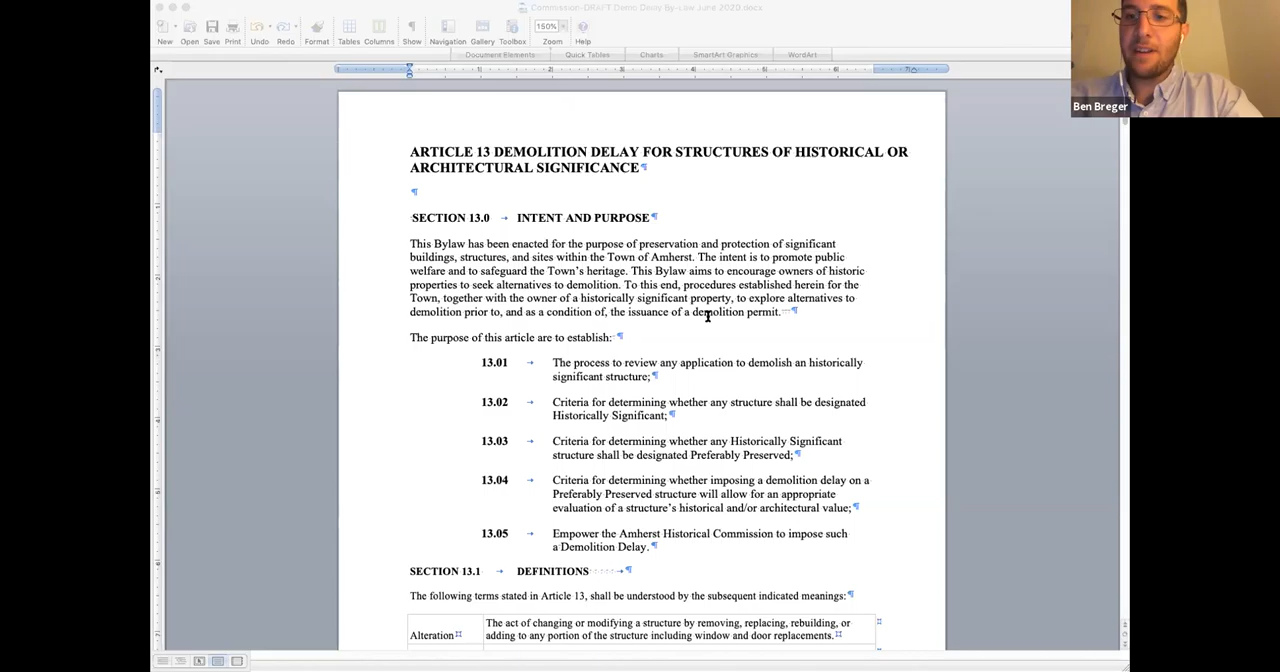 Commission-DRAFT Demo Delay By-Law June 2020.docx
New Open Save Print Undo Redo Format Tables Columns Show Navigation Gallery Toolbox Zoom Help
150%
Document Elements Quick Tables Charts SmartArt Graphics WordArt
Ben Breger
ARTICLE 13 DEMOLITION DELAY FOR STRUCTURES OF HISTORICAL OR
ARCHITECTURAL SIGNIFICANCE¶
¶
SECTION 13.0 → INTENT AND PURPOSE¶
This Bylaw has been enacted for the purpose of preservation and protection of significant
buildings, structures, and sites within the Town of Amherst. The intent is to promote public
welfare and to safeguard the Town's heritage. This Bylaw aims to encourage owners of historic
properties to seek alternatives to demolition. To this end, procedures established herein for the
Town, together with the owner of a historically significant property, to explore alternatives to
demolition prior to, and as a condition of, the issuance of a demolition permit. ¶
The purpose of this article are to establish: ¶
13.01 → The process to review any application to demolish an historically
significant structure;¶
13.02 → Criteria for determining whether any structure shall be designated
Historically Significant;¶
13.03 → Criteria for determining whether any Historically Significant
structure shall be designated Preferably Preserved;¶
13.04 → Criteria for determining whether imposing a demolition delay on a
Preferably Preserved structure will allow for an appropriate
evaluation of a structure's historical and/or architectural value;¶
13.05 → Empower the Amherst Historical Commission to impose such
a Demolition Delay. ¶
SECTION 13.1 → DEFINITIONS → ¶
The following terms stated in Article 13, shall be understood by the subsequent indicated meanings:¶
The act of changing or modifying a structure by removing, replacing, rebuilding, or
Alteration¤ adding to any portion of the structure including window and door replacements.¤